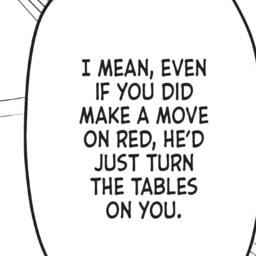 I MEAN, EVEN
IF YOU DID
MAKE A MOVE
ON RED, HE'D
JUST TURN
THE TABLES
ON YOU.